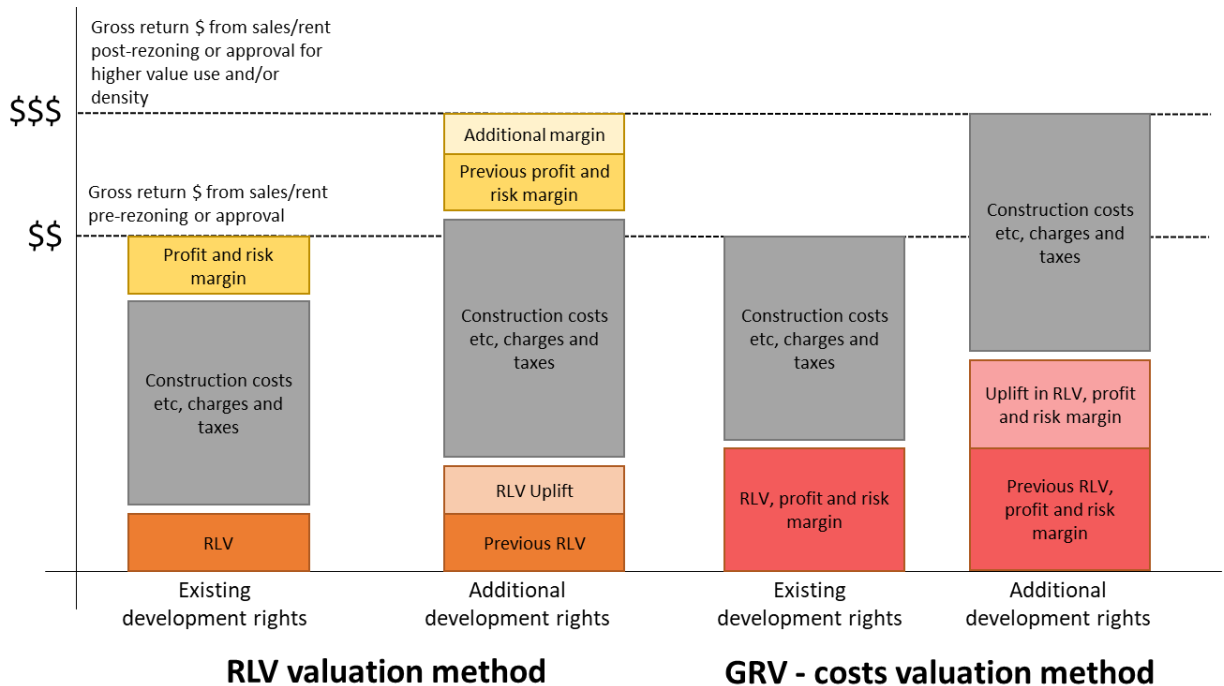 Gross return $ from sales/rent
post-rezoning or approval for
higher value use and/or
density
$$$
Gross return $ from sales/rent
pre-rezoning or approval
$$
Profit and risk
margin
Construction costs
etc, charges and
taxes
RLV
Additional margin
Previous profit and
risk margin
Construction costs
etc, charges and
taxes
RLV Uplift
Previous RLV
Construction costs
etc, charges and
taxes
RLV, profit and risk
margin
Construction costs
etc, charges and
taxes
Uplift in RLV, profit
and risk margin
Previous RLV,
profit and risk
margin
Existing
development rights
Additional
development rights
Existing
development rights
Additional
development rights
RLV valuation method
GRV - costs valuation method